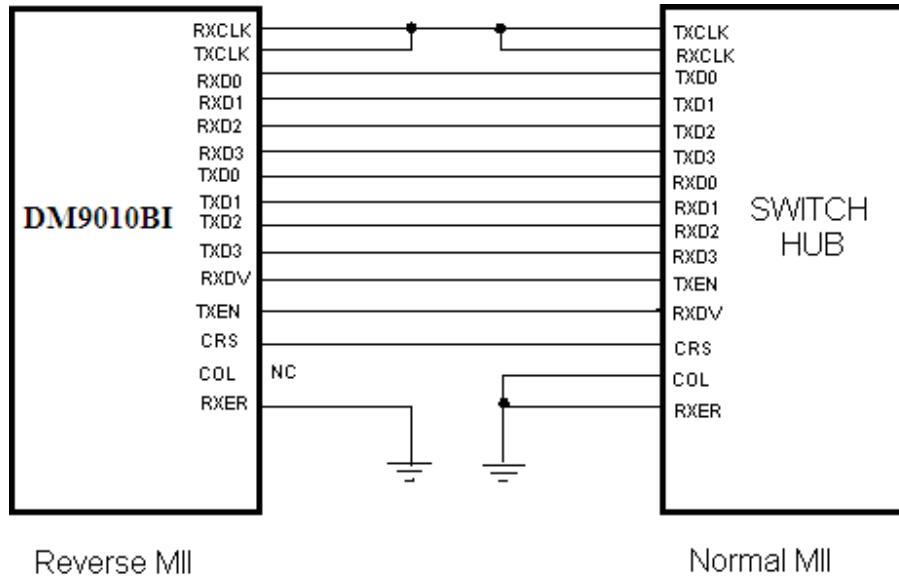 RXCLK
TXCLK
RXD0
RXD1
RXD2
RXD3
TXD0
TXD1
TXD2
TXD3
RXDV
TXEN
CRS
COL NC
RXER
DM9010BI
TXCLK
RXCLK
TXD0
TXD1
TXD2
TXD3
RXD0
RXD1
RXD2
RXD3
TXEN
RXDV
CRS
COL
RXER
SWITCH
HUB
Reverse MII
Normal MII